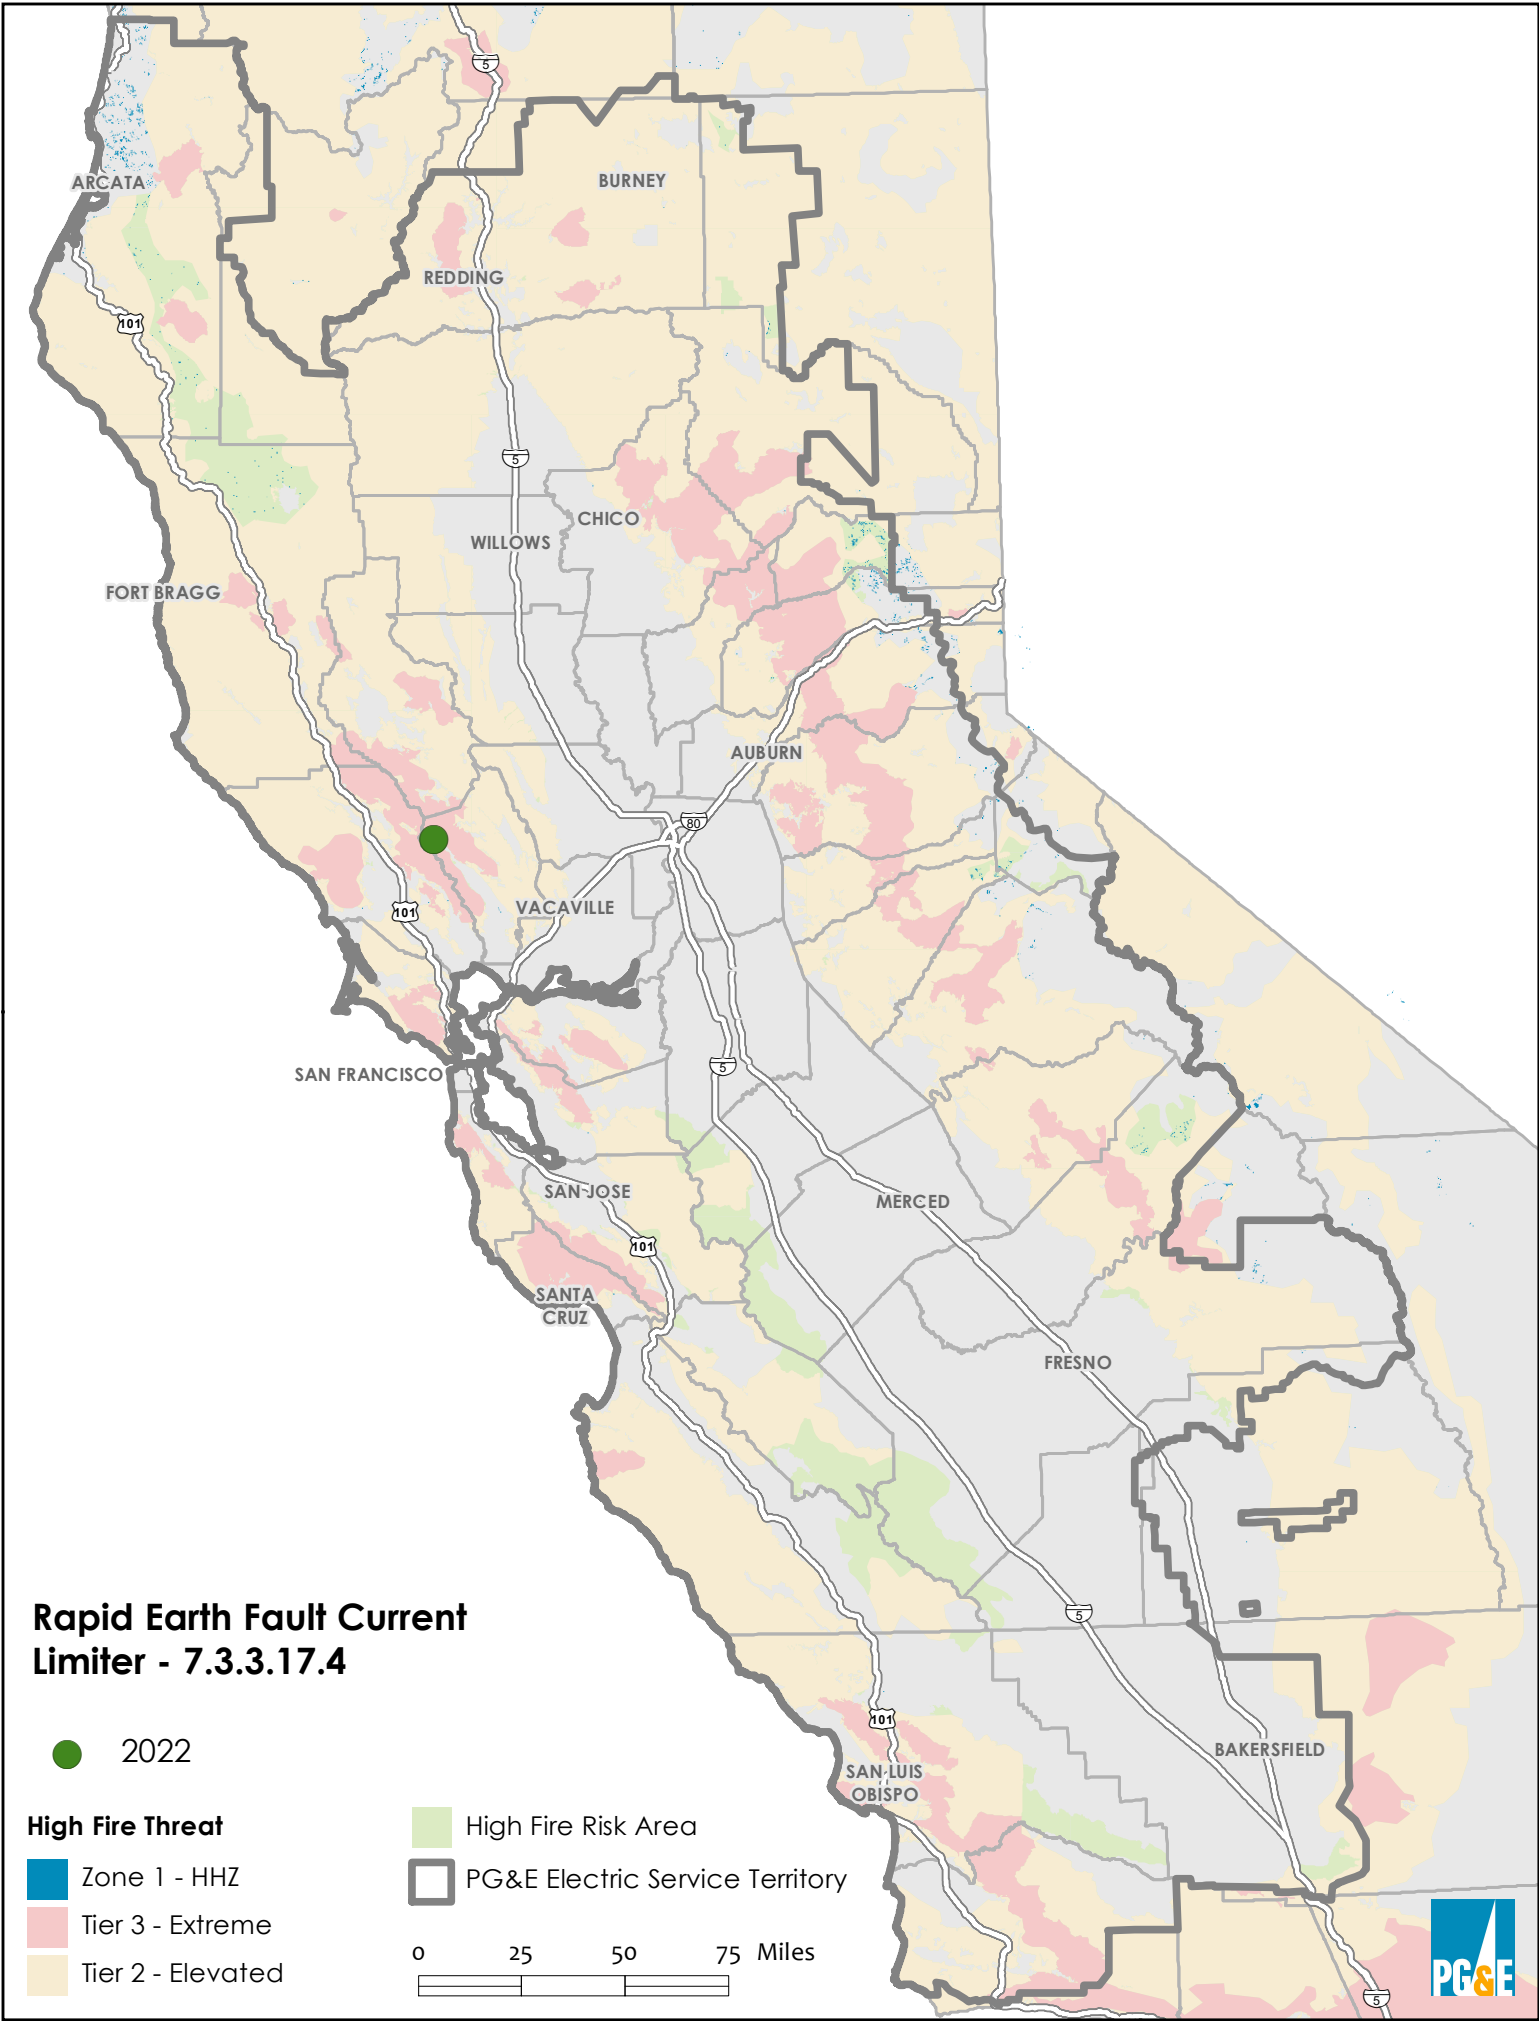 5
ARCATA
BURNEY
REDDING
101
5
CHICO
WILLOWS
FORT BRAGG
AUBURN
80
101
VACAVILLE
5
SAN FRANCISCO
SAN JOSE
MERCED
101
SANTA
CRUZ
FRESNO
5
101
BAKERSFIELD
SAN LUIS
OBISPO
5
Rapid Earth Fault Current
Limiter - 7.3.3.17.4
2022
High Fire Threat
Zone 1 - HHZ
Tier 3 - Extreme
Tier 2 - Elevated
High Fire Risk Area
PG&E Electric Service Territory
0 25 50 75 Miles
PG&E